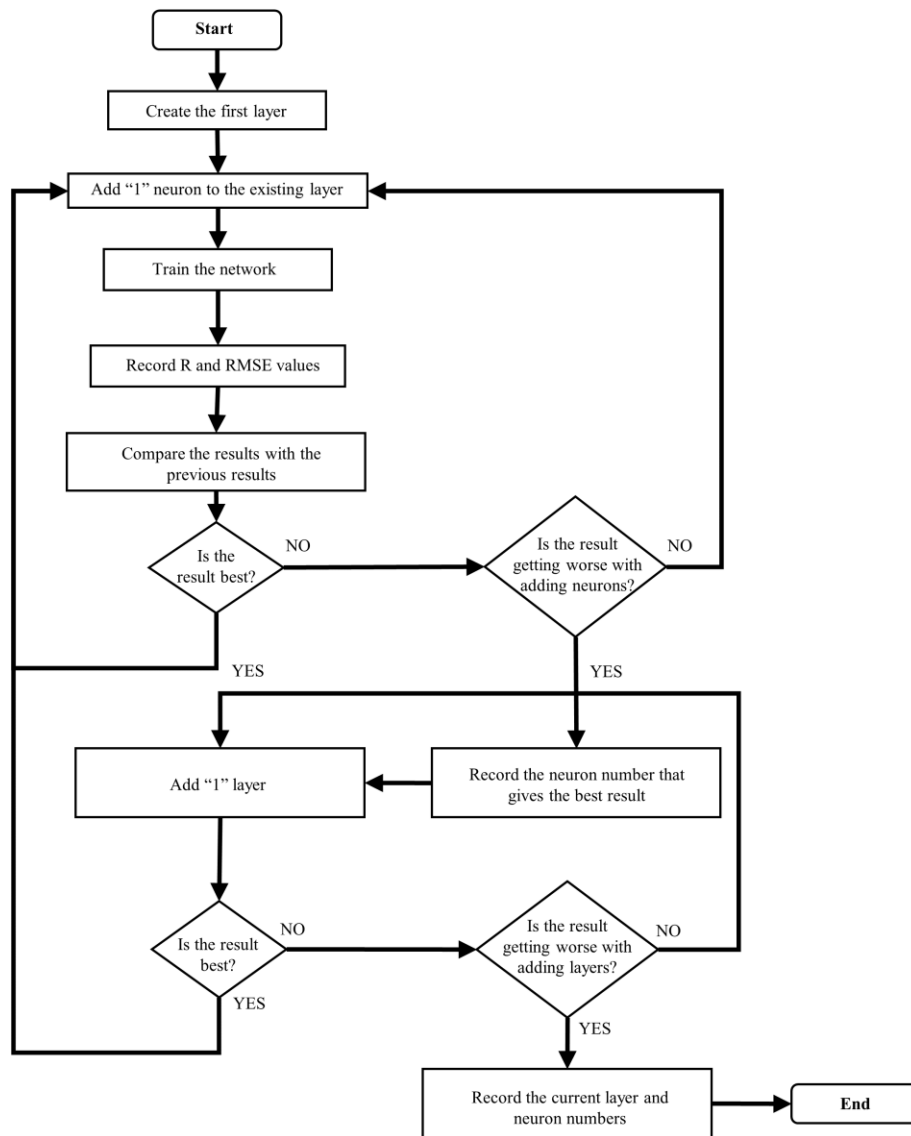 Start
Create the first layer
Add “1” neuron to the existing layer
Train the network
Record R and RMSE values
Compare the results with the
previous results
Is the
result best?
NO
Is the result
getting worse with
adding neurons?
NO
YES
YES
Add “1” layer
Record the neuron number that
gives the best result
Is the result
best?
NO
Is the result
getting worse with
adding layers?
NO
YES
YES
Record the current layer and
neuron numbers
End